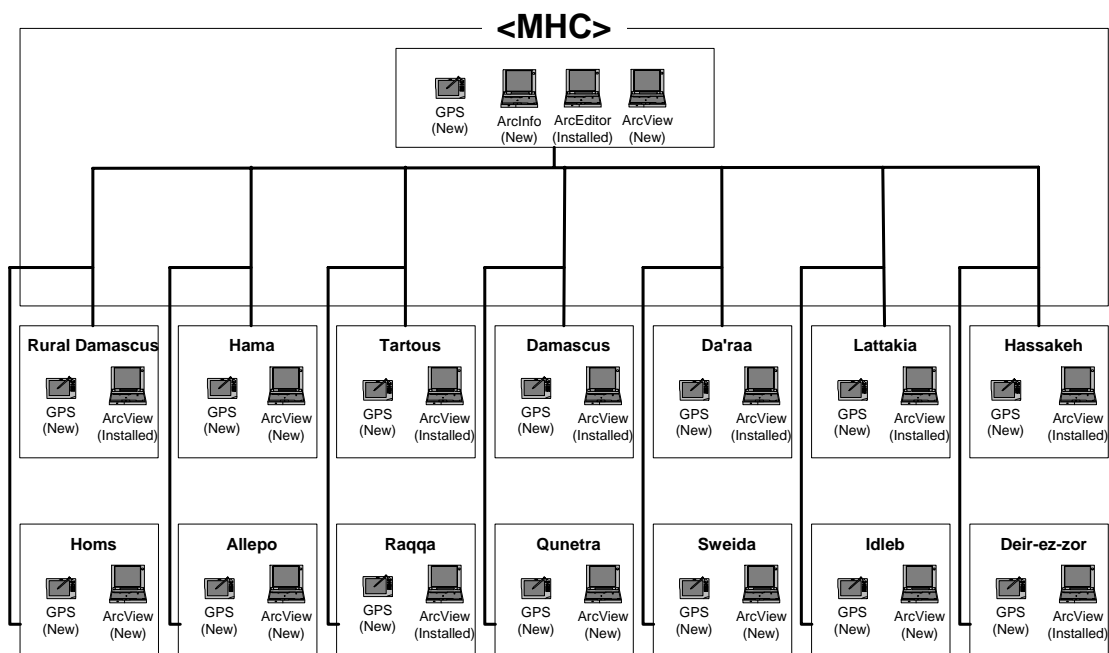 <MHC>
GPS
(New)
ArcInfo
(New)
ArcEditor
(Installed)
ArcView
(New)
Rural Damascus
GPS
(New)
ArcView
(Installed)
Hama
GPS
(New)
ArcView
(New)
Tartous
GPS
(New)
ArcView
(Installed)
Damascus
GPS
(New)
ArcView
(Installed)
Da'raa
GPS
(New)
ArcView
(Installed)
Lattakia
GPS
(New)
ArcView
(Installed)
Hassakeh
GPS
(New)
ArcView
(Installed)
Homs
GPS
(New)
ArcView
(New)
Allepo
GPS
(New)
ArcView
(New)
Raqqa
GPS
(New)
ArcView
(Installed)
Qunetra
GPS
(New)
ArcView
(New)
Sweida
GPS
(New)
ArcView
(New)
Idleb
GPS
(New)
ArcView
(New)
Deir-ez-zor
GPS
(New)
ArcView
(Installed)